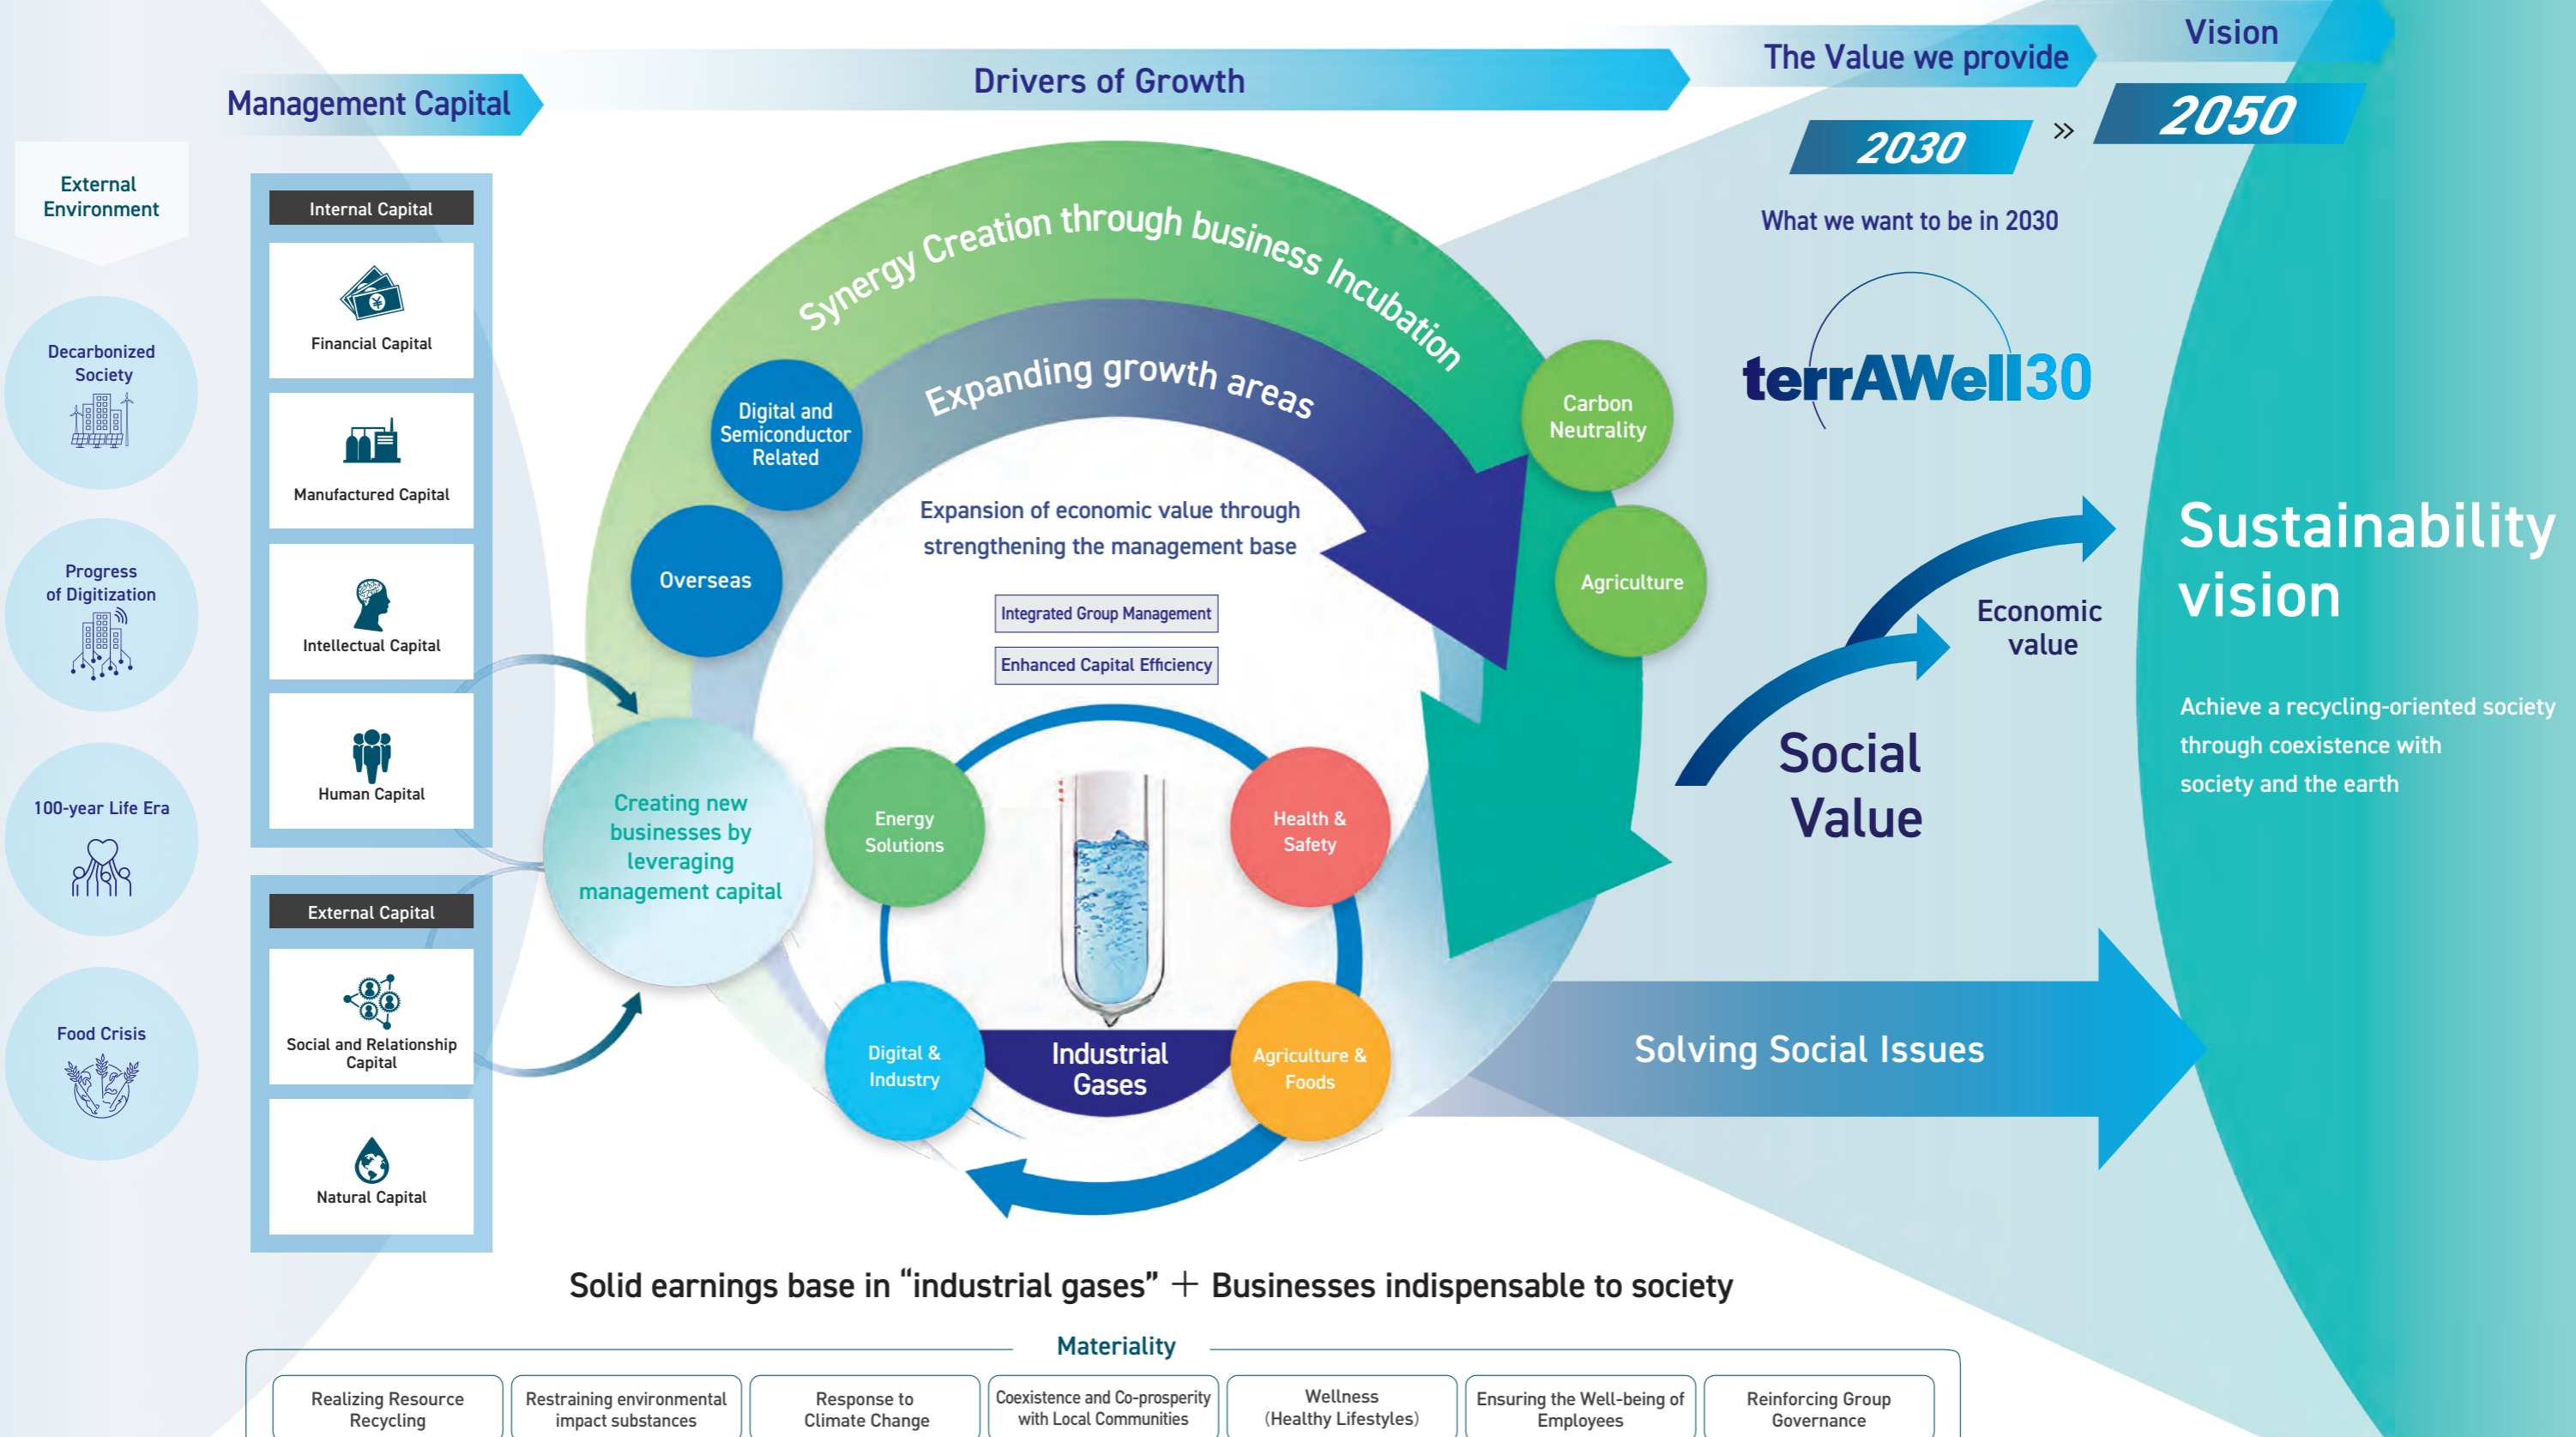 Management Capital
Drivers of Growth
The Value we provide
Vision
2030
»
2050
External
Environment
Decarbonized
Society
Progress
of Digitization
100-year Life Era
Food Crisis
Internal Capital
Financial Capital
Manufactured Capital
Intellectual Capital
Human Capital
External Capital
Social and Relationship
Capital
Natural Capital
Creating new
businesses by
leveraging
management capital
Synergy Creation through business Incubation
Expanding growth areas
Digital and
Semiconductor
Related
Overseas
Carbon
Neutrality
Agriculture
Expansion of economic value through
strengthening the management base
Integrated Group Management
Enhanced Capital Efficiency
Energy
Solutions
Health &
Safety
Digital &
Industry
Industrial
Gases
Agriculture &
Foods
What we want to be in 2030
terrAWell30
Economic
value
Social
Value
Solving Social Issues
Sustainability
vision
Achieve a recycling-oriented society
through coexistence with
society and the earth
Solid earnings base in “industrial gases” + Businesses indispensable to society
Materiality
Realizing Resource
Recycling
Restraining environmental
impact substances
Response to
Climate Change
Coexistence and Co-prosperity
with Local Communities
Wellness
(Healthy Lifestyles)
Ensuring the Well-being of
Employees
Reinforcing Group
Governance